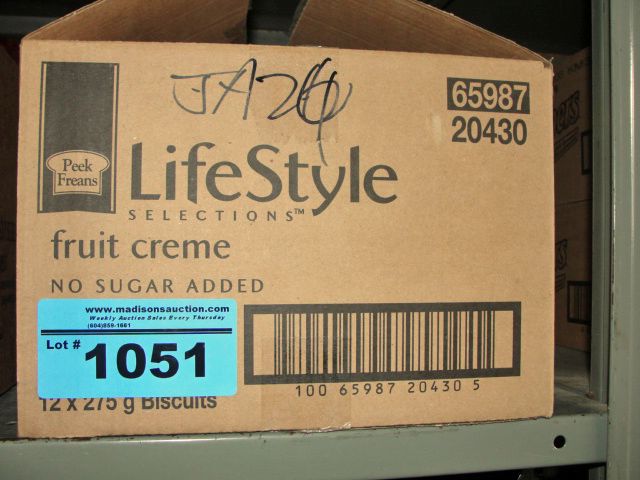 JA24
65987
20430
Peek
Freans
LifeStyle
SELECTIONS™
fruit creme
NO SUGAR ADDED
www.madisonsauction.com
Weekly Auction Sales Every Thursday
(604)859-1661
Lot # 1051
100 65987 20430 5
12 x 275 g Biscuits